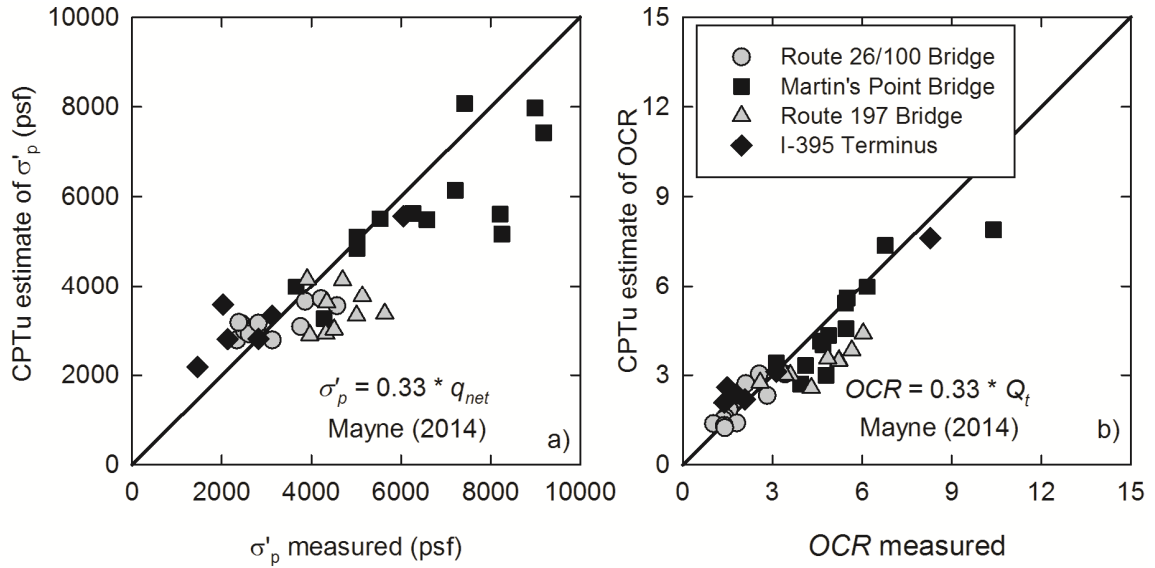 10000
8000
6000
4000
2000
0
CPTu estimate of σ'p (psf)
0 2000 4000 6000 8000 10000
σ'p measured (psf)
σ'p = 0.33 * qnet
Mayne (2014)
a)
15
12
9
6
3
0
CPTu estimate of OCR
0 3 6 9 12 15
OCR measured
Route 26/100 Bridge
Martin's Point Bridge
Route 197 Bridge
I-395 Terminus
OCR = 0.33 * Qt
Mayne (2014)
b)